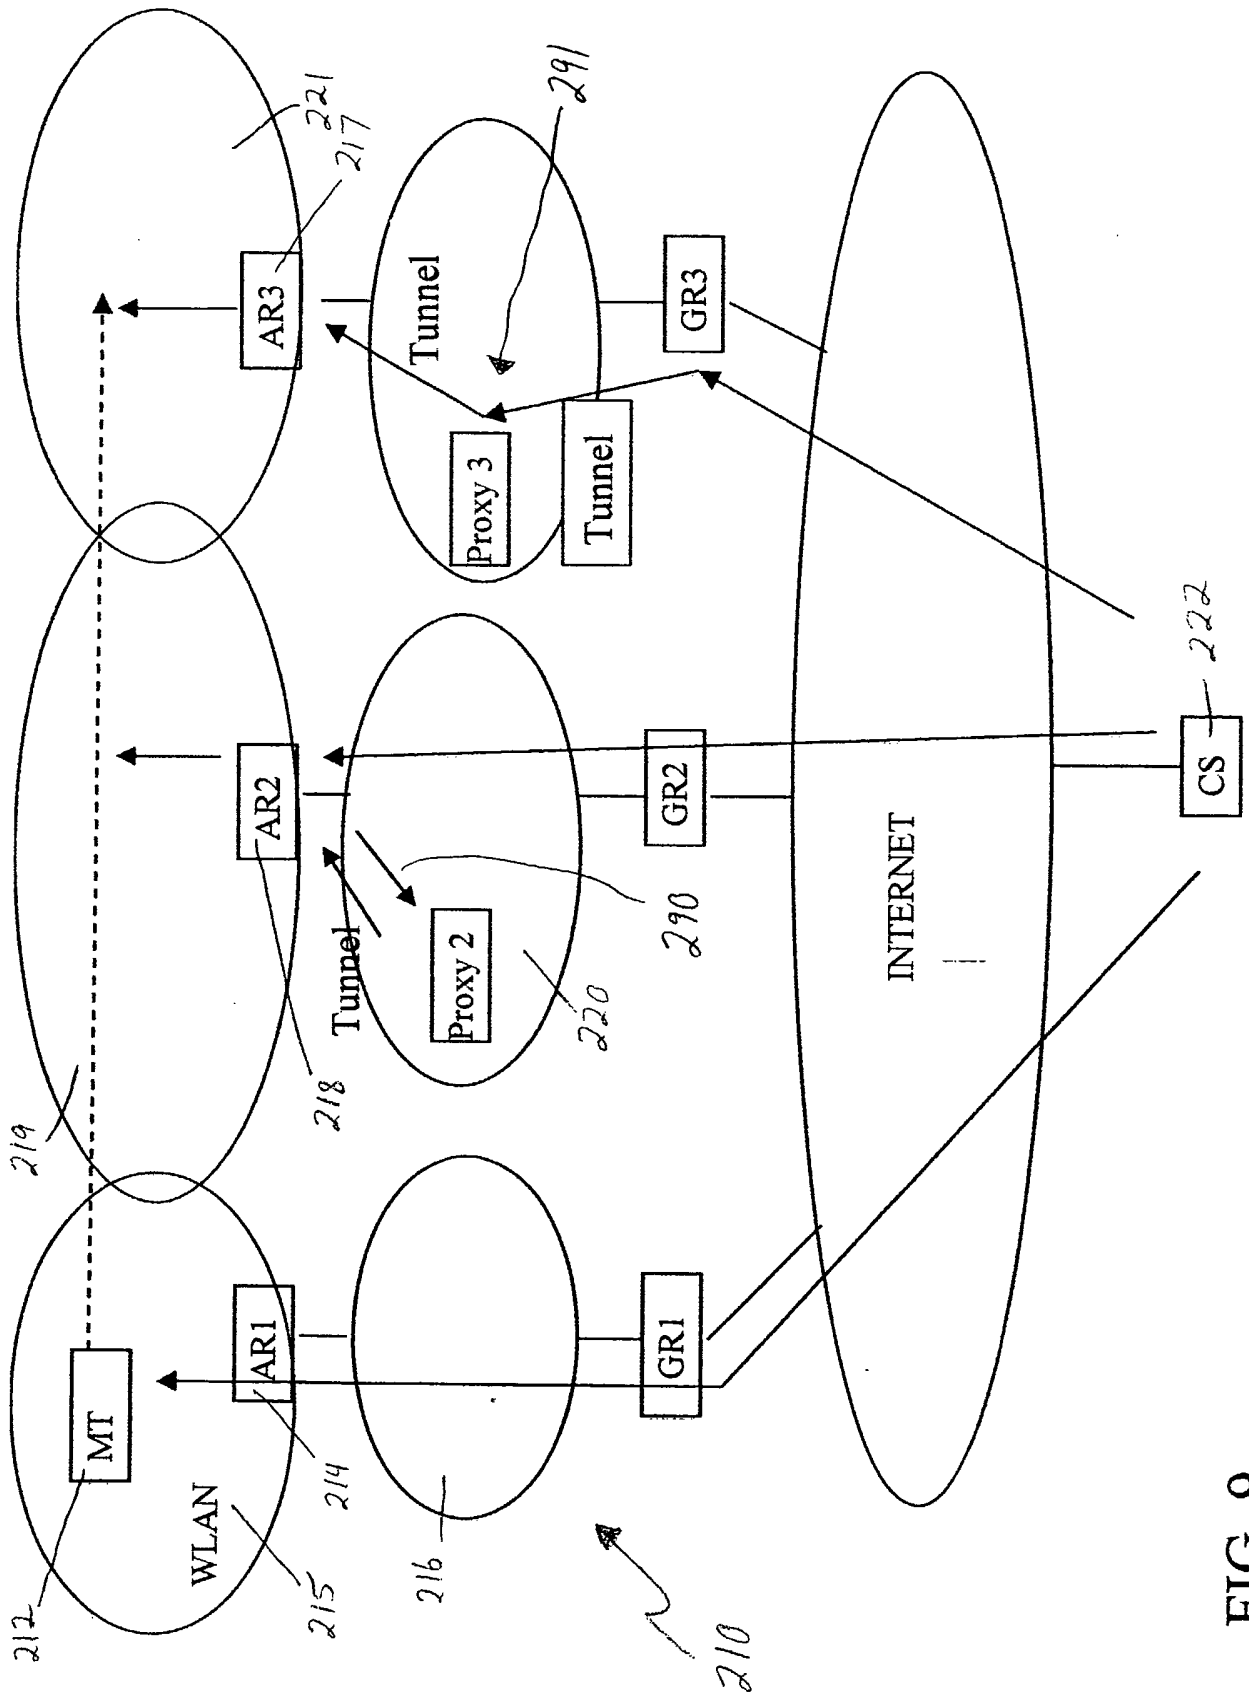 212
219
MT
WLAN
AR1
AR2
AR3
221
217
215
214
218
Tunnel
Tunnel
216
Proxy 2
Proxy 3
291
220
Tunnel
GR1
GR2
GR3
290
210
INTERNET
CS
222
FIG.